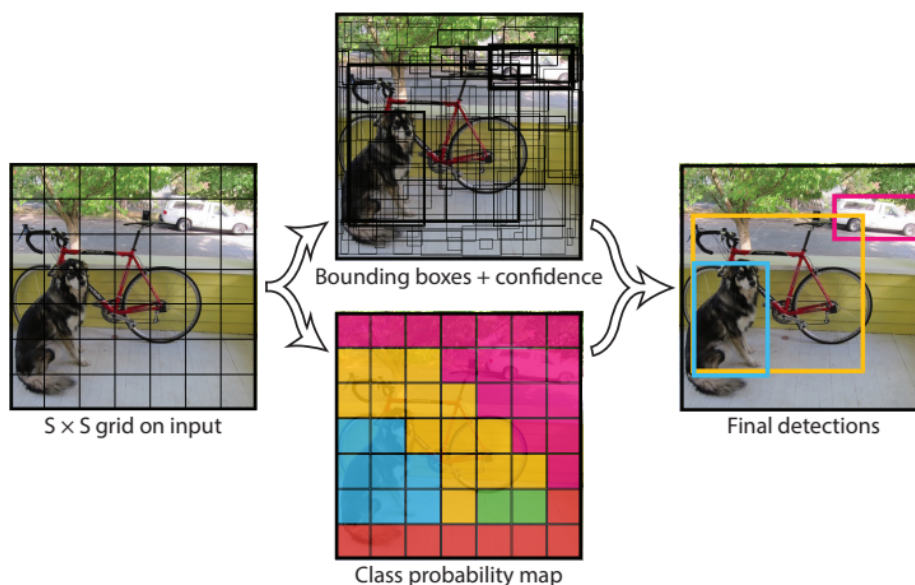 S × S grid on input
Bounding boxes + confidence
Class probability map
Final detections